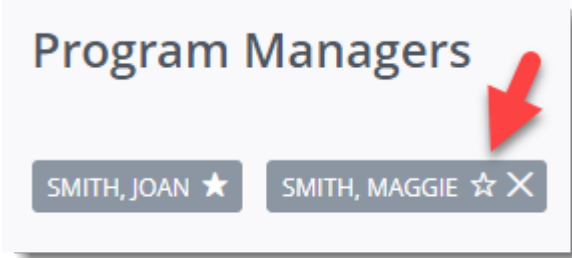 Program Managers
SMITH, JOAN ★ SMITH, MAGGIE ☆ ✕